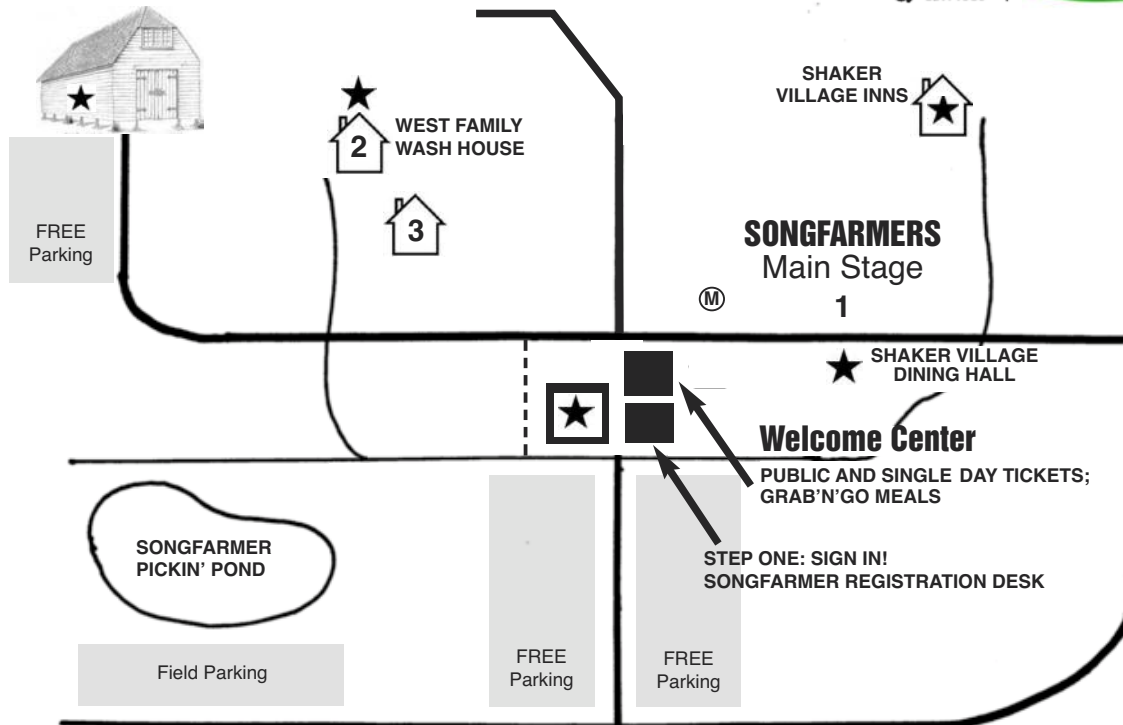 SHAKER
VILLAGE INNS
2
WEST FAMILY
WASH HOUSE
3
FREE
Parking
SONGFARMERS
Main Stage
1
M
SHAKER VILLAGE
DINING HALL
Welcome Center
PUBLIC AND SINGLE DAY TICKETS;
GRAB’N’GO MEALS
STEP ONE: SIGN IN!
SONGFARMER REGISTRATION DESK
SONGFARMER
PICKIN’ POND
Field Parking
FREE
Parking
FREE
Parking